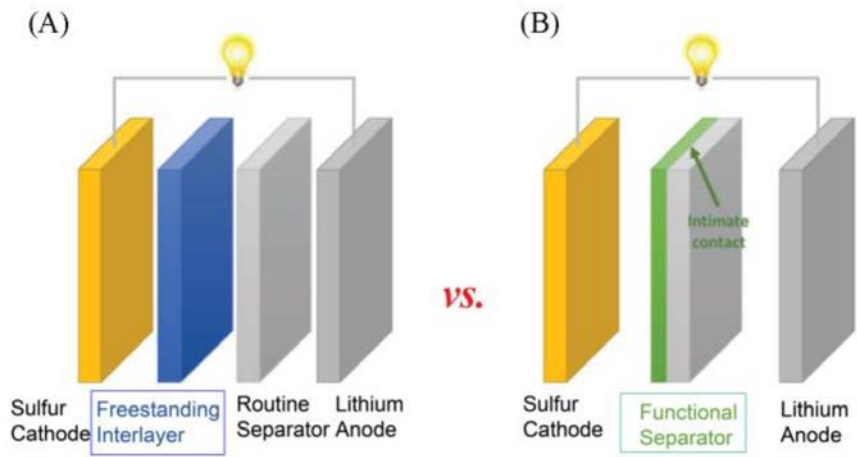 (A)
Sulfur
Cathode
Freestanding
Interlayer
Routine
Separator
Lithium
Anode
vs.
(B)
Intimate
contact
Sulfur
Cathode
Functional
Separator
Lithium
Anode